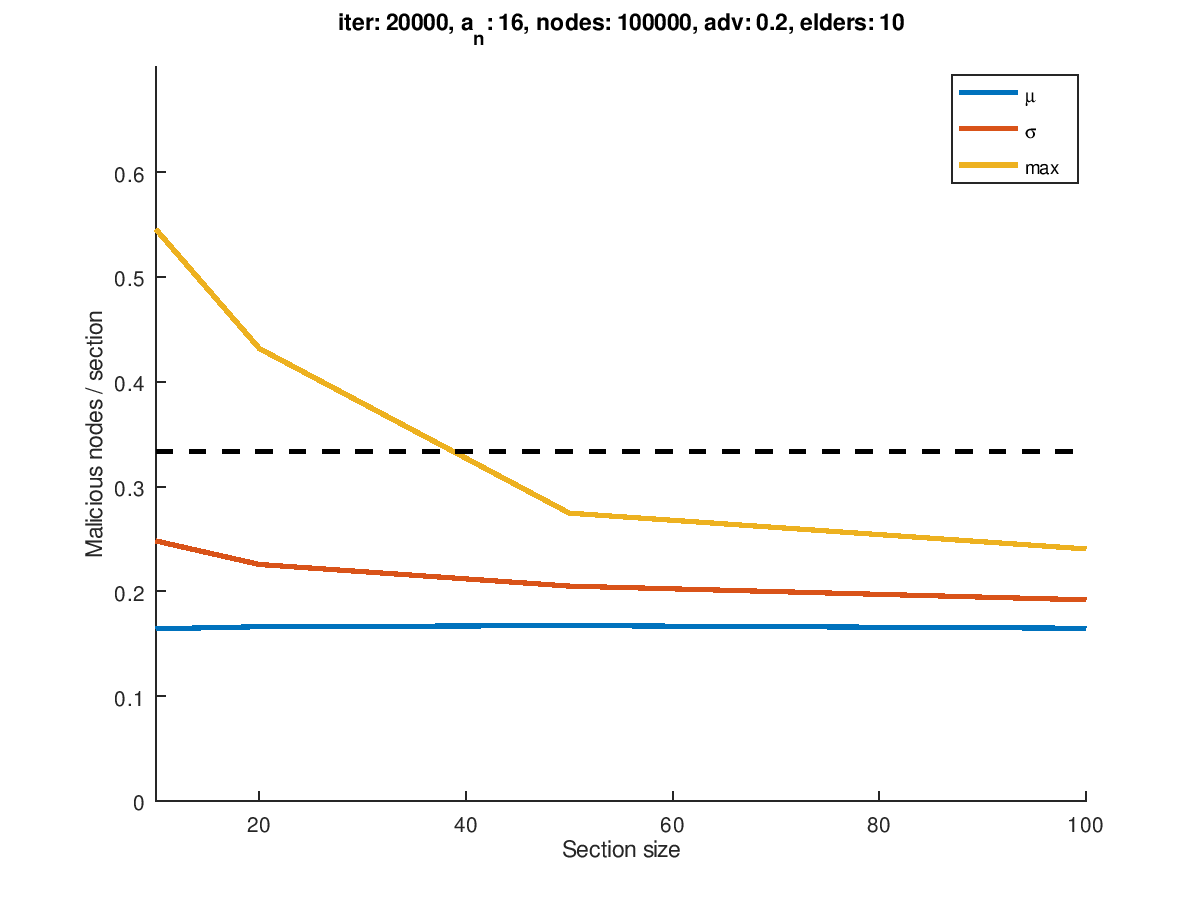 iter: 20000, an: 16, nodes: 100000, adv: 0.2, elders: 10
μ
σ
max
0.6
0.5
0.4
0.3
0.2
0.1
0
Malicious nodes / section
20 40 60 80 100
Section size